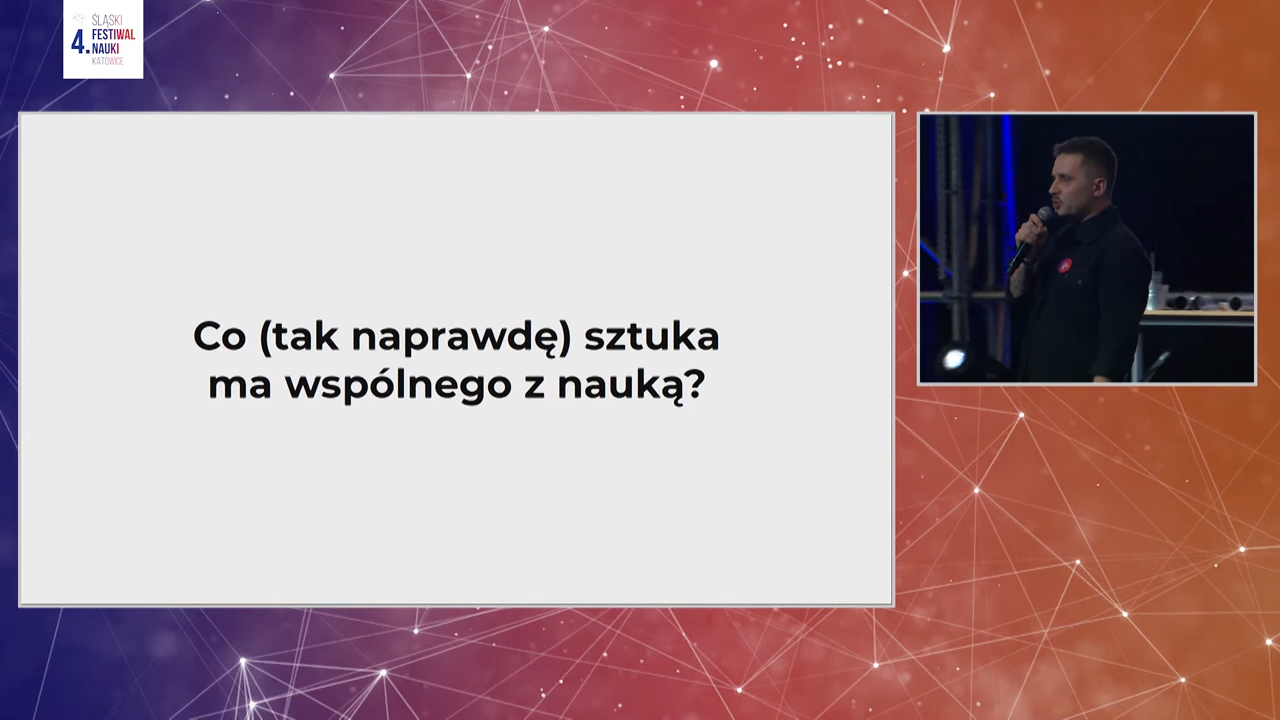 ŚLĄSKI
4. FESTIWAL
NAUKI
KATOWICE
Co (tak naprawdę) sztuka
ma wspólnego z nauką?